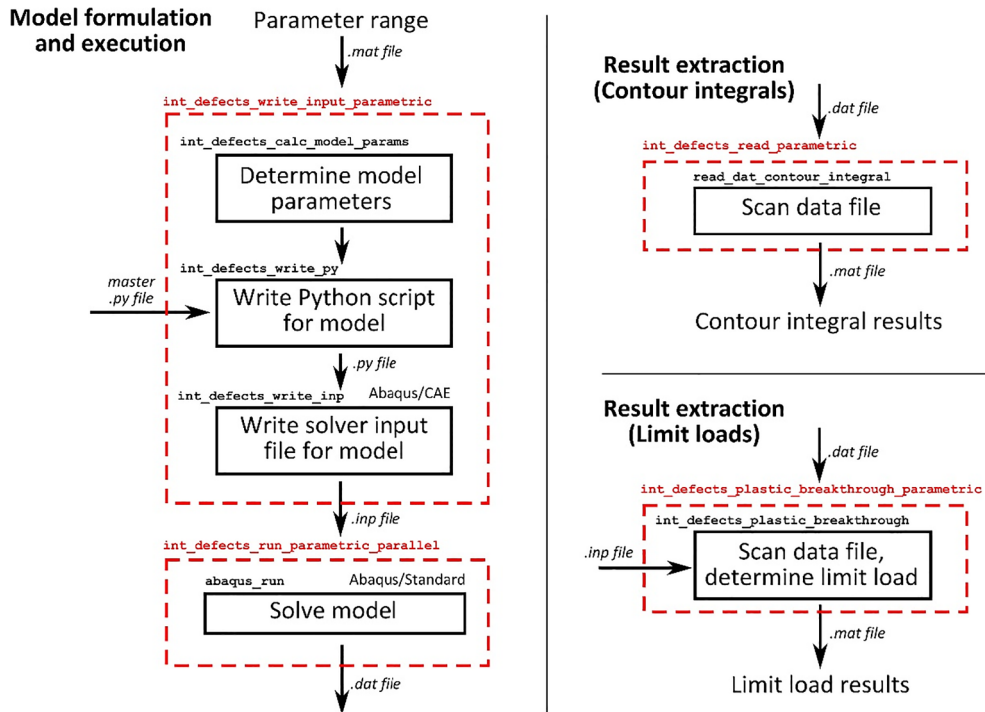 Model formulation
and execution
Parameter range
.mat file
int_defects_write_input_parametric
int_defects_calc_model_params
Determine model
parameters
int_defects_write_py
master
.py file
Write Python script
for model
.py file
int_defects_write_inp
Abaqus/CAE
Write solver input
file for model
.inp file
int_defects_run_parametric_parallel
abaqus_run
Abaqus/Standard
Solve model
.dat file
Result extraction
(Contour integrals)
.dat file
int_defects_read_parametric
read_dat_contour_integral
Scan data file
.mat file
Contour integral results
Result extraction
(Limit loads)
.dat file
int_defects_plastic_breakthrough_parametric
int_defects_plastic_breakthrough
.inp file
Scan data file,
determine limit load
.mat file
Limit load results